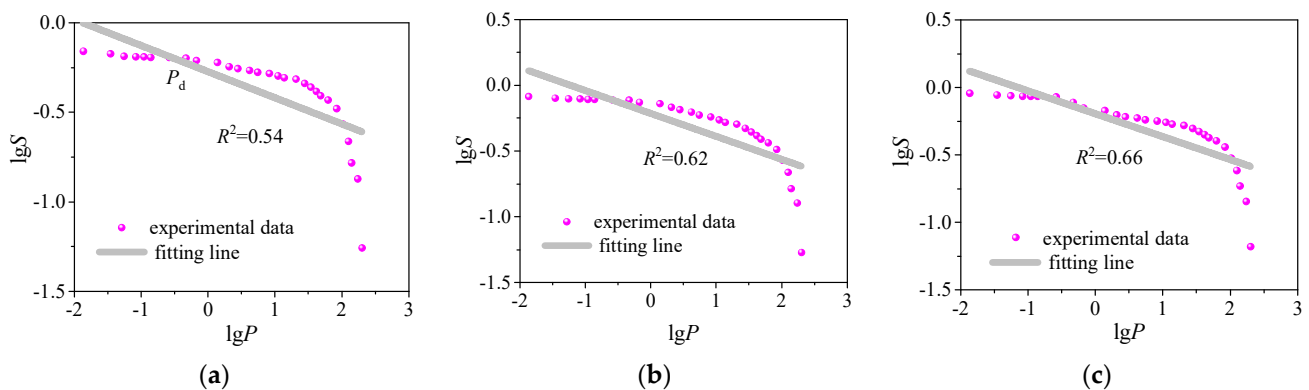 0.0
-0.5
-1.0
-1.5
lgS
P_d
R²=0.54
experimental data
fitting line
-2 -1 0 1 2 3
lgP
(a)
0.5
0.0
-0.5
-1.0
-1.5
lgS
R²=0.62
experimental data
fitting line
-2 -1 0 1 2 3
lgP
(b)
0.5
0.0
-0.5
-1.0
-1.5
lgS
R²=0.66
experimental data
fitting line
-2 -1 0 1 2 3
lgP
(c)